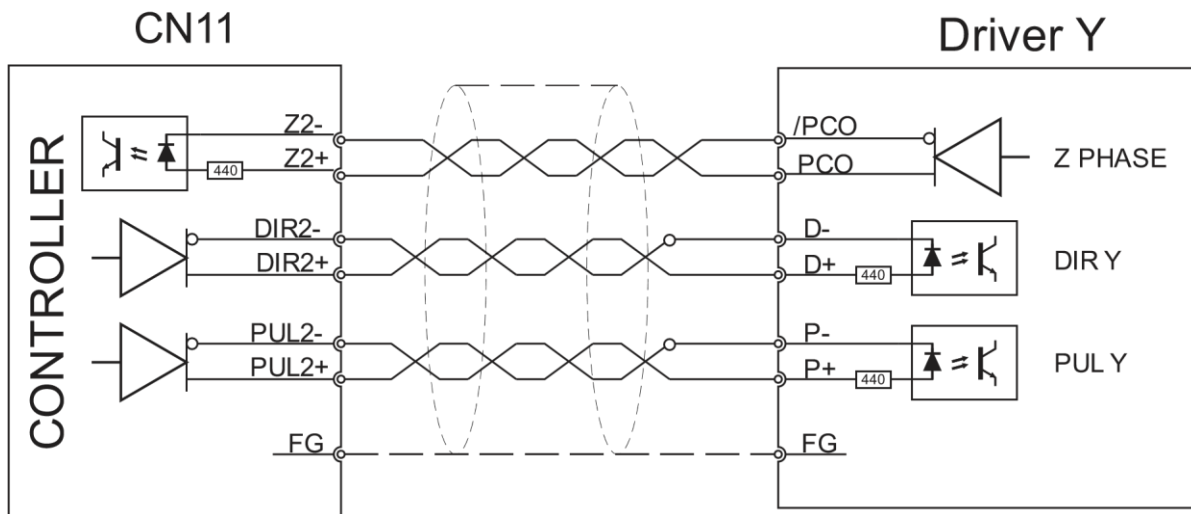 CN11
Driver Y
CONTROLLER
Z2-
/PCO
440
Z2+
PCO
Z PHASE
DIR2-
D-
DIR2+
D+
440
DIR Y
PUL2-
P-
PUL2+
P+
440
PUL Y
FG
FG